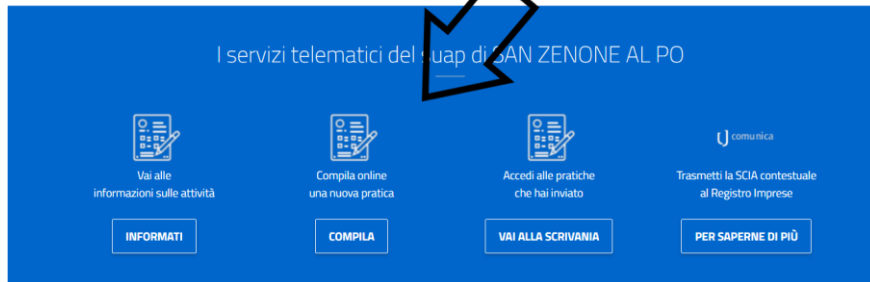 I servizi telematici del suap di SAN ZENONE AL PO
Vai alle
informazioni sulle attività
INFORMATI
Compila online
una nuova pratica
COMPILA
Accedi alle pratiche
che hai inviato
VAI ALLA SCRIVANIA
comunica
Trasmetti la SCIA contestuale
al Registro Imprese
PER SAPERNE DI PIÙ